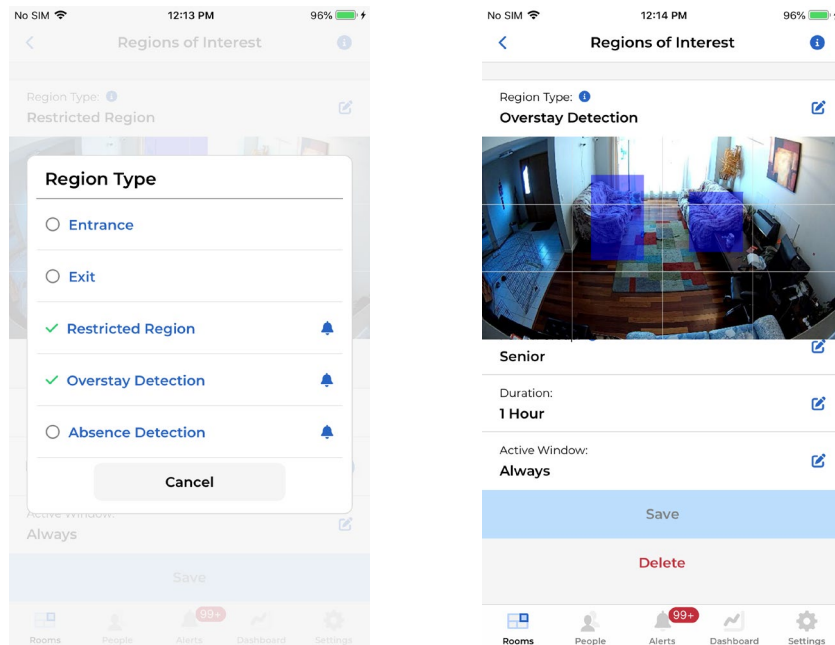 No SIM 12:13 PM 96%
Regions of Interest
Region Type:
Restricted Region
Region Type
Entrance
Exit
Restricted Region
Overstay Detection
Absence Detection
Cancel
Active Window:
Always
Save
99+
Rooms People Alerts Dashboard Settings
No SIM 12:14 PM 96%
Regions of Interest
Region Type:
Overstay Detection
Senior
Duration:
1 Hour
Active Window:
Always
Save
Delete
99+
Rooms People Alerts Dashboard Settings